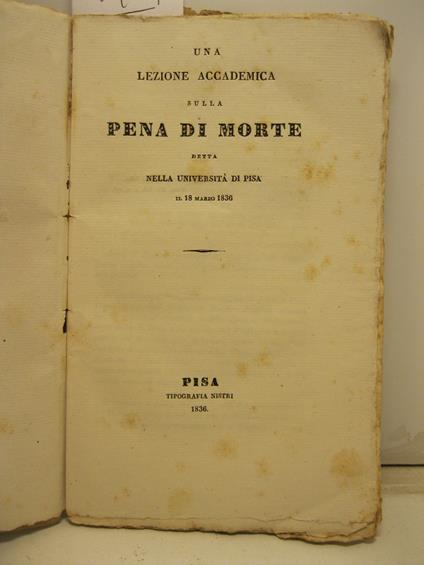 UNA
LEZIONE ACCADEMICA
SULLA
PENA DI MORTE
DETTA
NELLA UNIVERSITÀ DI PISA
IL 18 MARZO 1836
PISA
TIPOGRAFIA NISTRI
1836.